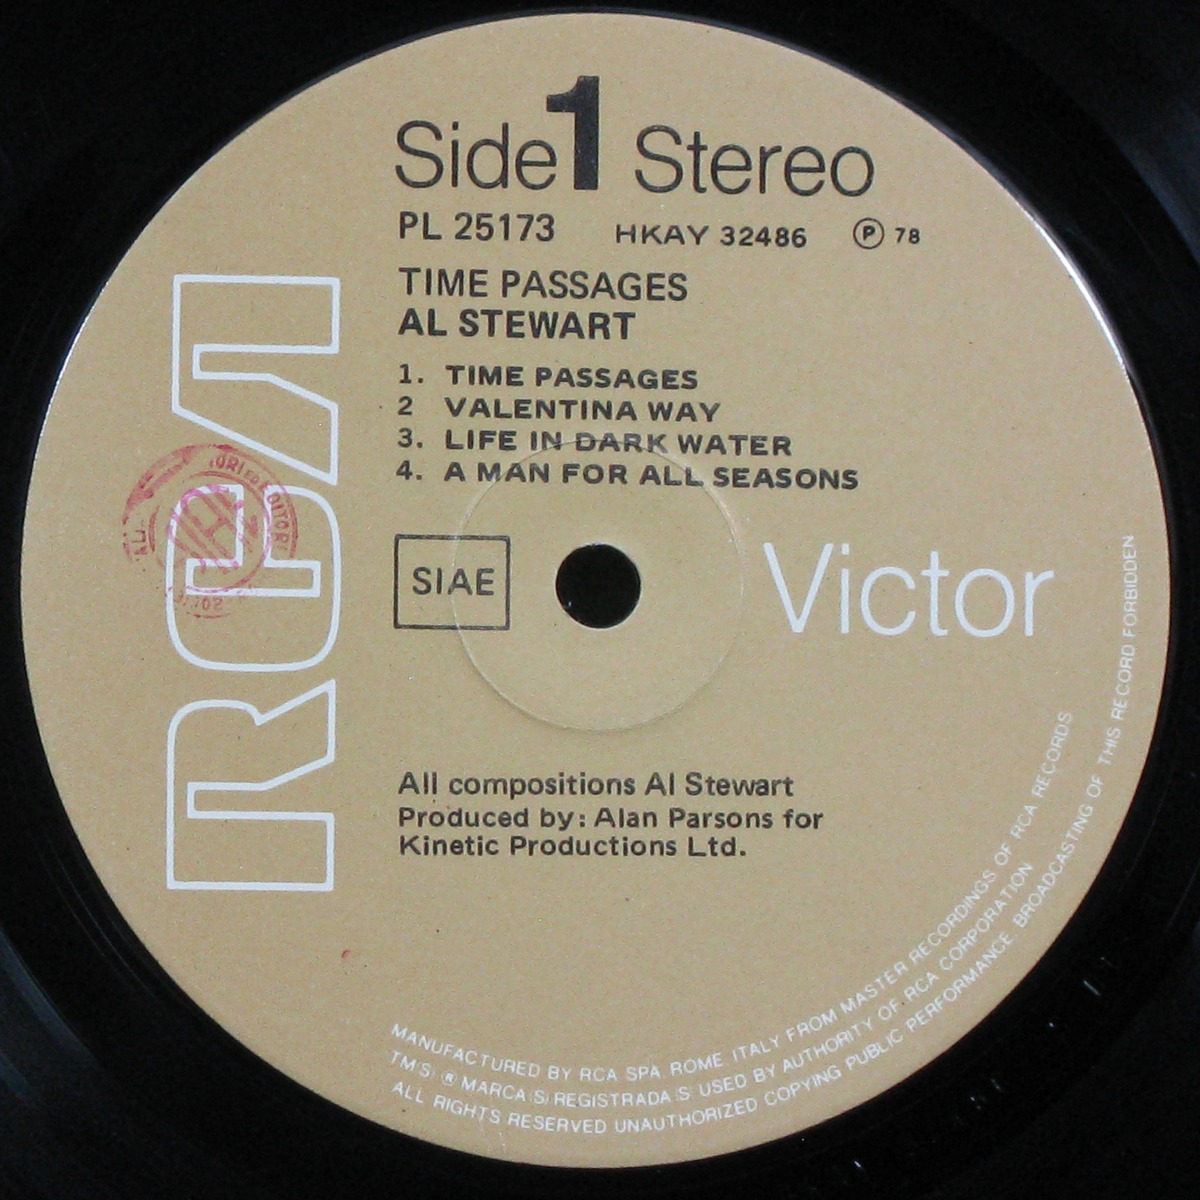 Side 1 Stereo
PL 25173 HKAY 32486 Ⓟ 78
TIME PASSAGES
AL STEWART
1. TIME PASSAGES
2 VALENTINA WAY
3. LIFE IN DARK WATER
4. A MAN FOR ALL SEASONS
RCA
SIAE
Victor
All compositions Al Stewart
Produced by: Alan Parsons for
Kinetic Productions Ltd.
MANUFACTURED BY RCA SPA ROME ITALY FROM MASTER RECORDINGS OF RCA RECORDS
TM'S ® MARCA(S) REGISTRADA(S) USED BY AUTHORITY OF RCA CORPORATION
ALL RIGHTS RESERVED UNAUTHORIZED COPYING PUBLIC PERFORMANCE BROADCASTING OF THIS RECORD FORBIDDEN